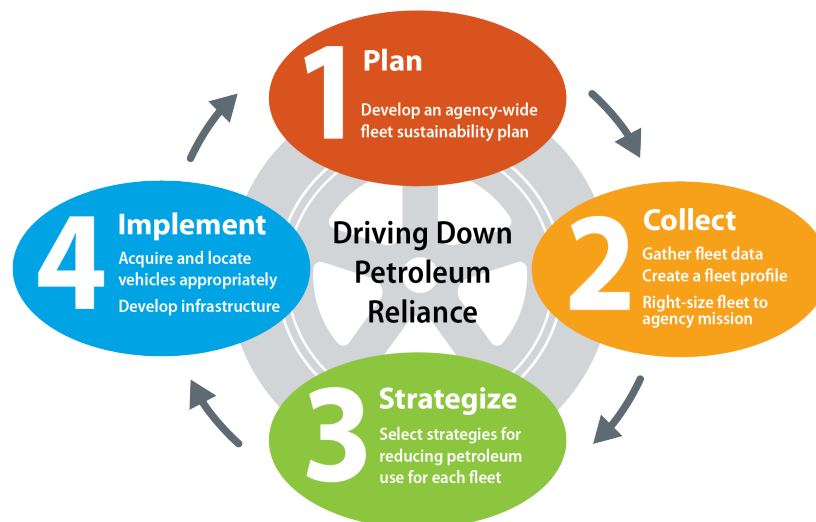 1
Plan
Develop an agency-wide
fleet sustainability plan
2
Collect
Gather fleet data
Create a fleet profile
Right-size fleet to
agency mission
3
Strategize
Select strategies for
reducing petroleum
use for each fleet
4
Implement
Acquire and locate
vehicles appropriately
Develop infrastructure
Driving Down
Petroleum
Reliance